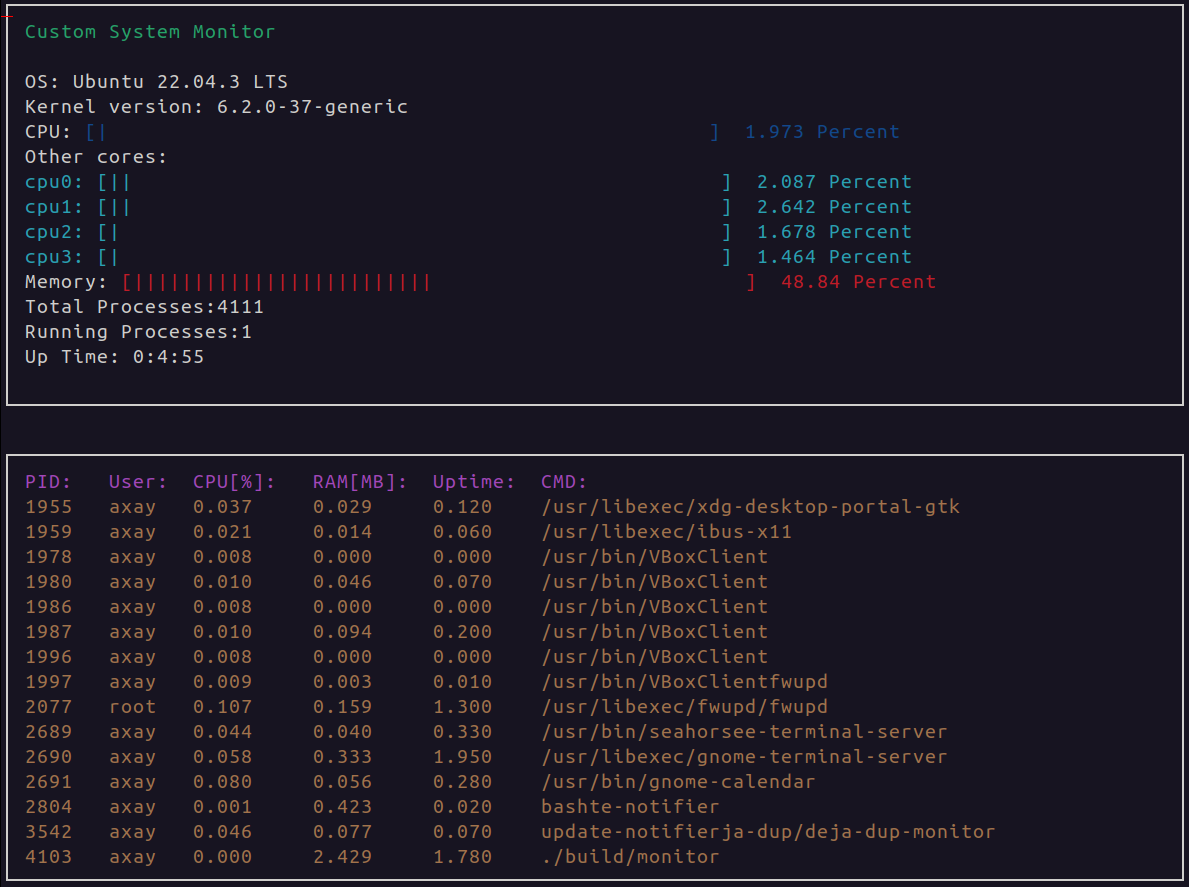 Custom System Monitor
OS: Ubuntu 22.04.3 LTS
Kernel version: 6.2.0-37-generic
CPU: [| ] 1.973 Percent
Other cores:
cpu0: [|| ] 2.087 Percent
cpu1: [|| ] 2.642 Percent
cpu2: [| ] 1.678 Percent
cpu3: [| ] 1.464 Percent
Memory: [||||||||||||||||||||||||| ] 48.84 Percent
Total Processes:4111
Running Processes:1
Up Time: 0:4:55
PID: User: CPU[%]: RAM[MB]: Uptime: CMD:
1955 axay 0.037 0.029 0.120 /usr/libexec/xdg-desktop-portal-gtk
1959 axay 0.021 0.014 0.060 /usr/libexec/ibus-x11
1978 axay 0.008 0.000 0.000 /usr/bin/VBoxClient
1980 axay 0.010 0.046 0.070 /usr/bin/VBoxClient
1986 axay 0.008 0.000 0.000 /usr/bin/VBoxClient
1987 axay 0.010 0.094 0.200 /usr/bin/VBoxClient
1996 axay 0.008 0.000 0.000 /usr/bin/VBoxClient
1997 axay 0.009 0.003 0.010 /usr/bin/VBoxClientfwupd
2077 root 0.107 0.159 1.300 /usr/libexec/fwupd/fwupd
2689 axay 0.044 0.040 0.330 /usr/bin/seahorsee-terminal-server
2690 axay 0.058 0.333 1.950 /usr/libexec/gnome-terminal-server
2691 axay 0.080 0.056 0.280 /usr/bin/gnome-calendar
2804 axay 0.001 0.423 0.020 bashte-notifier
3542 axay 0.046 0.077 0.070 update-notifierja-dup/deja-dup-monitor
4103 axay 0.000 2.429 1.780 ./build/monitor